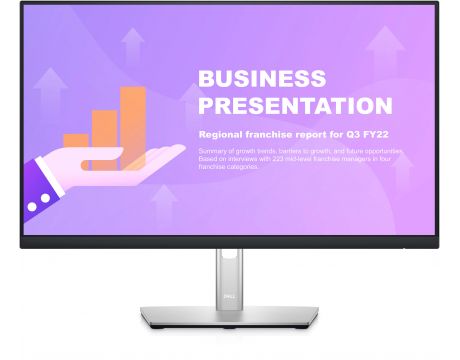 BUSINESS
PRESENTATION
Regional franchise report for Q3 FY22
Summary of growth trends, barriers to growth, and future opportunities.
Based on interviews with 223 mid-level franchise managers in four
franchise categories.
DELL